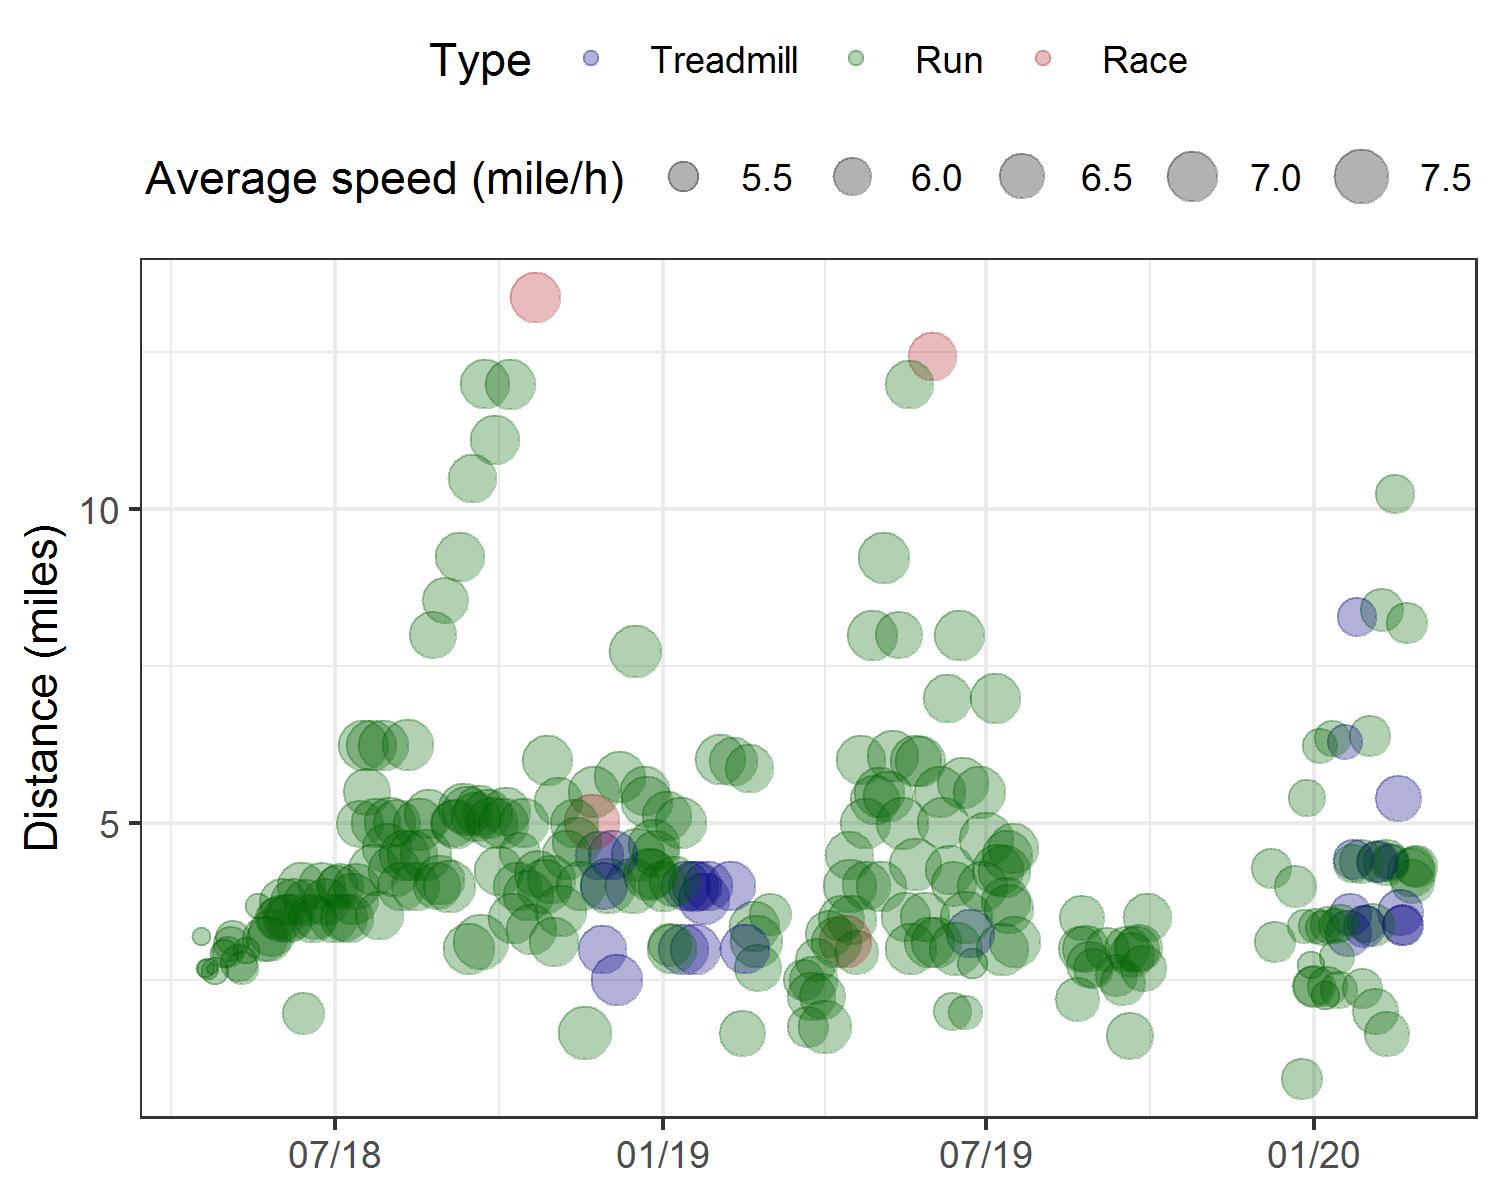 Type Treadmill Run Race
Average speed (mile/h) 5.5 6.0 6.5 7.0 7.5
Distance (miles)
10
5
07/18 01/19 07/19 01/20